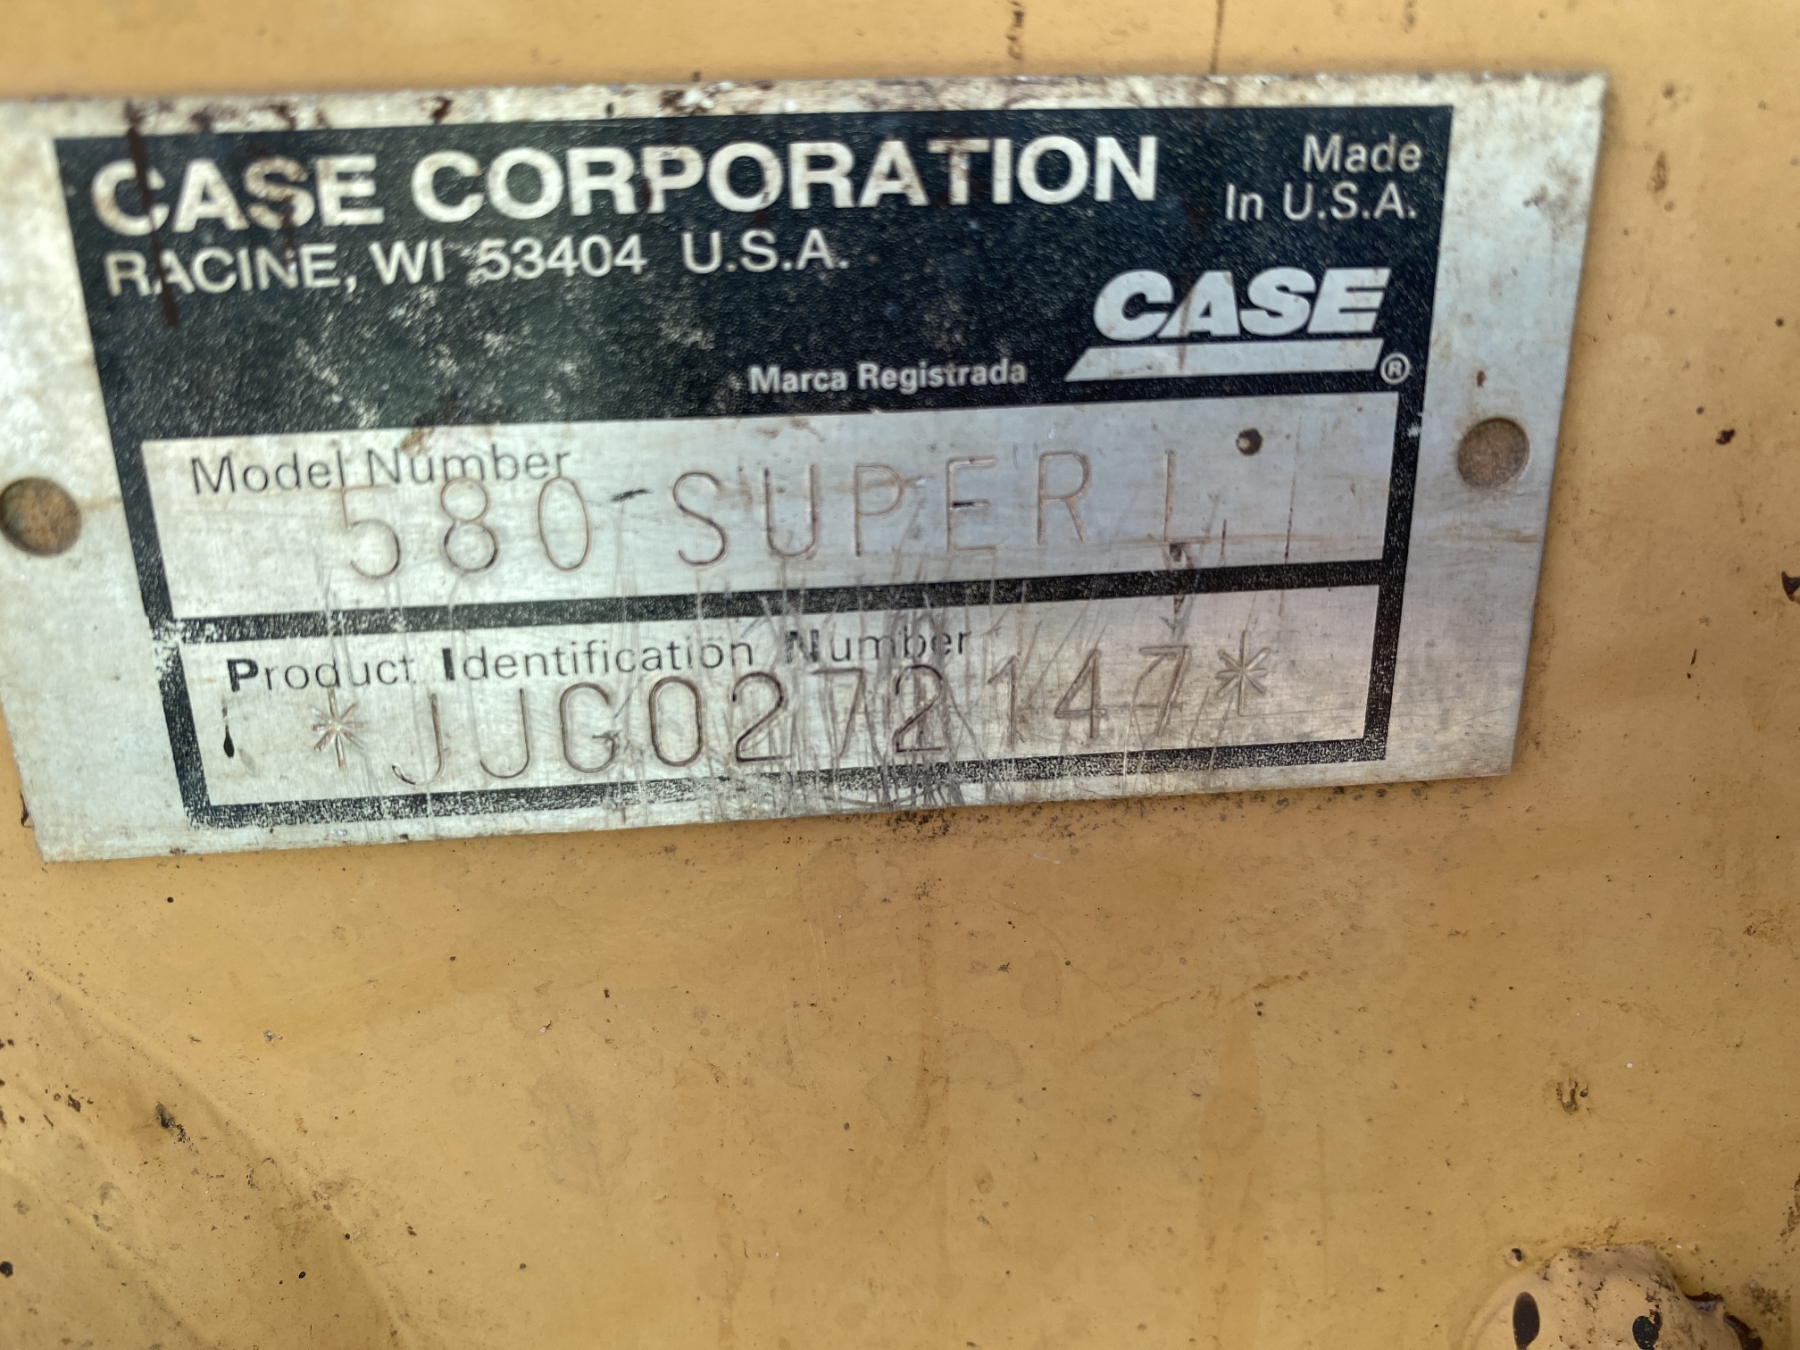 CASE CORPORATION
RACINE, WI 53404 U.S.A.
Made
In U.S.A.
CASE
®
Marca Registrada
Model Number
580 SUPER L
Product Identification Number
*JJG0272147*